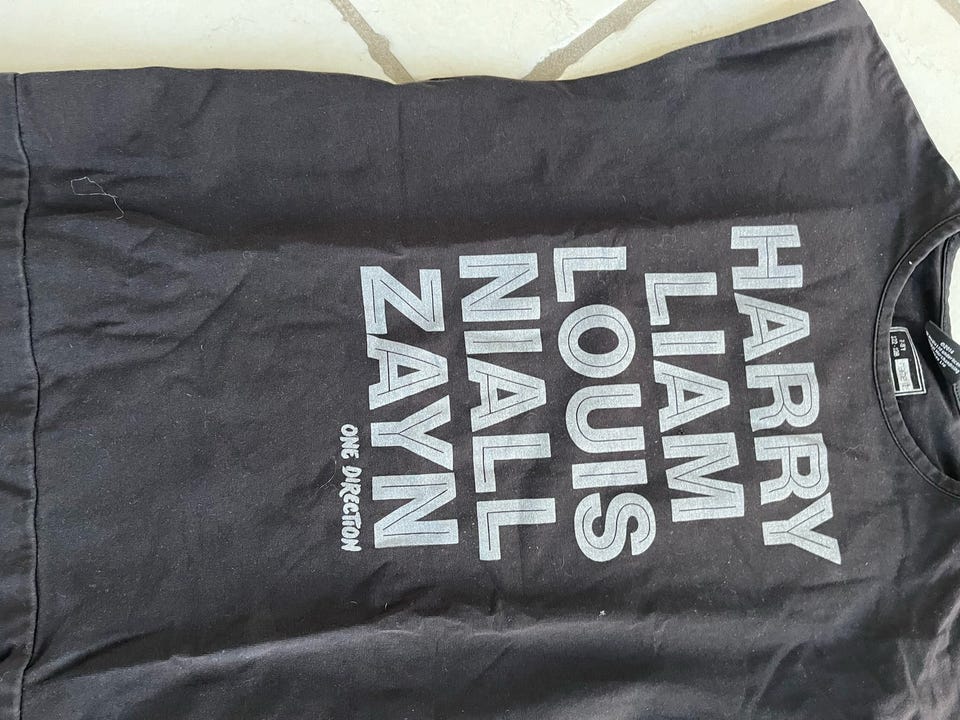 HARRY
LIAM
LOUIS
NIALL
ZAYN
ONE DIRECTION